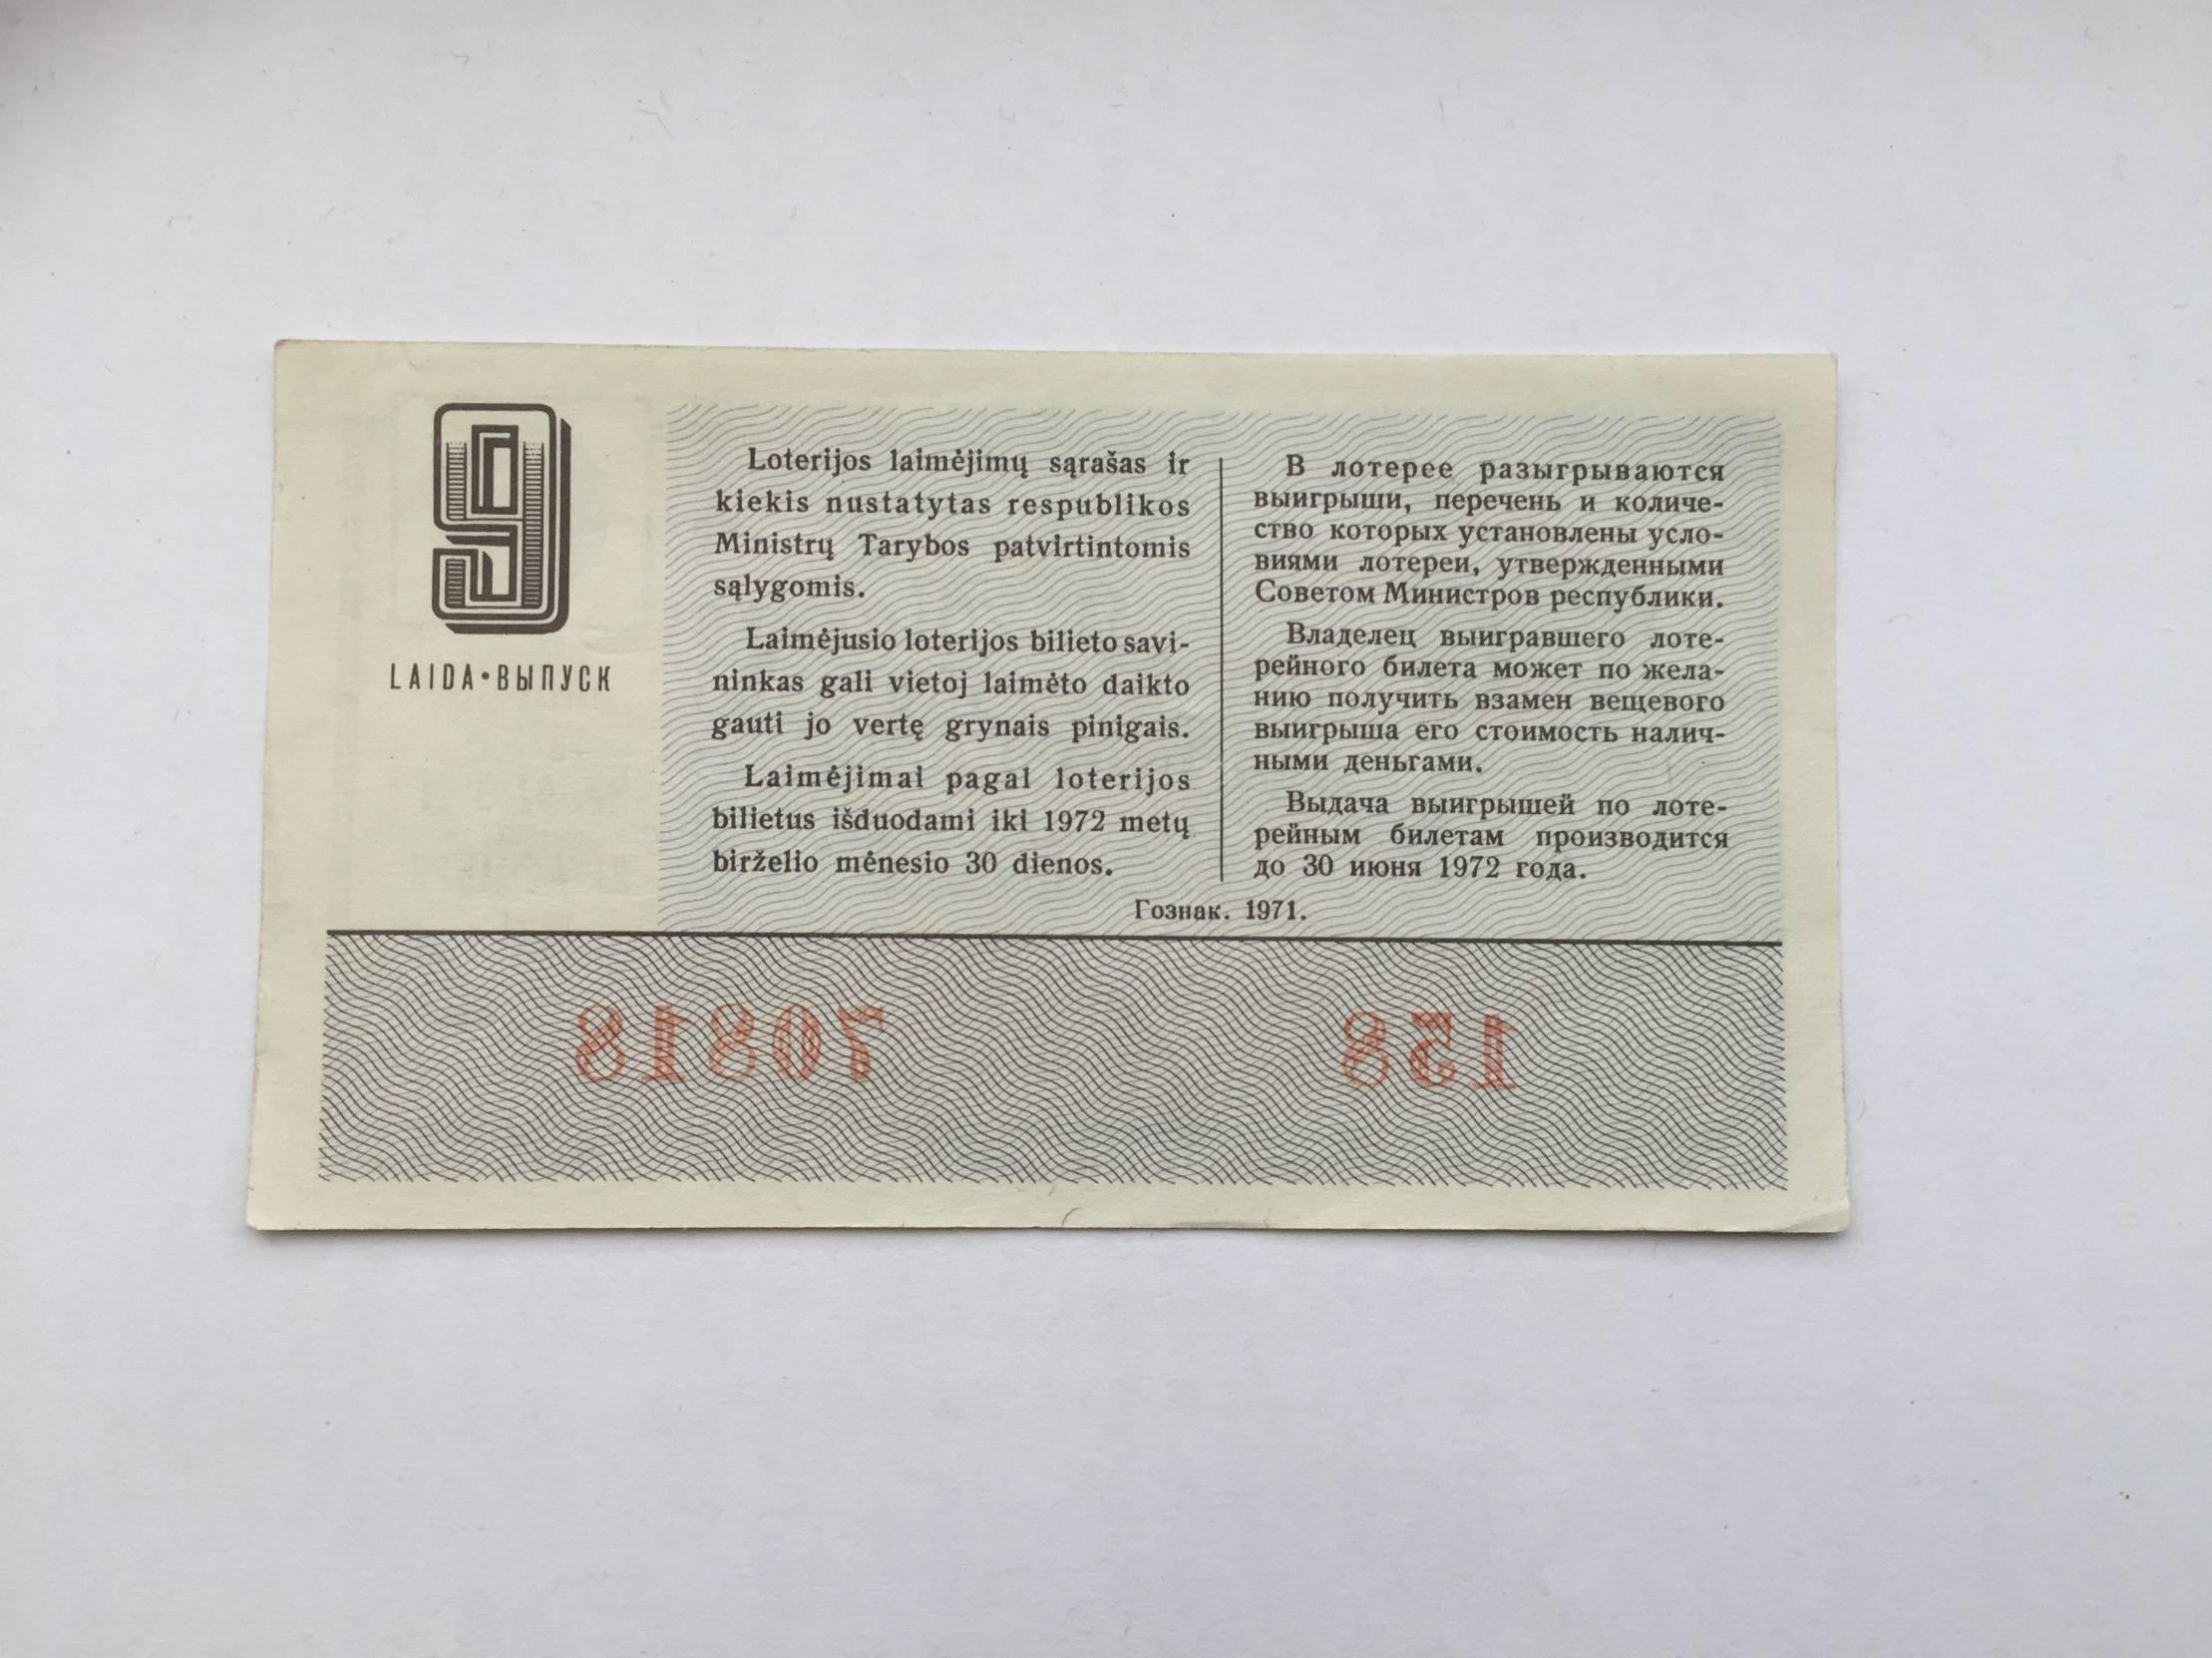 9
LAIDA•ВЫПУСК
Loterijos laimėjimų sąrašas ir
kiekis nustatytas respublikos
Ministrų Tarybos patvirtintomis
sąlygomis.
Laimėjusio loterijos bilieto savi-
ninkas gali vietoj laimėto daikto
gauti jo vertę grynais pinigais.
Laimėjimai pagal loterijos
bilietus išduodami iki 1972 metų
birželio mėnesio 30 dienos.
В лотерее разыгрываются
выигрыши, перечень и количе-
ство которых установлены усло-
виями лотереи, утвержденными
Советом Министров республики.
Владелец выигравшего лоте-
рейного билета может по жела-
нию получить взамен вещевого
выигрыша его стоимость налич-
ными деньгами.
Выдача выигрышей по лоте-
рейным билетам производится
до 30 июня 1972 года.
Гознак. 1971.
70818 158